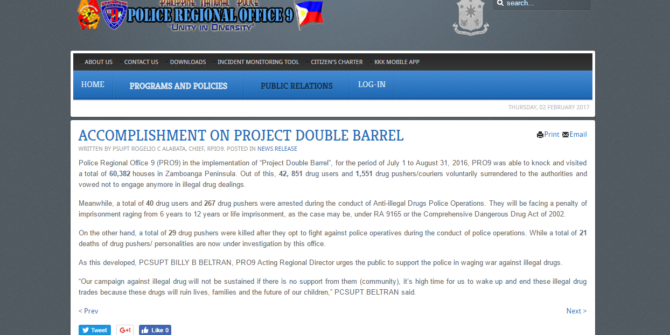 Philippine National Police
POLICE REGIONAL OFFICE 9
"Unity in Diversity"
search...
ABOUT US CONTACT US DOWNLOADS INCIDENT MONITORING TOOL CITIZEN'S CHARTER KKK MOBILE APP
HOME PROGRAMS AND POLICIES PUBLIC RELATIONS LOG-IN
THURSDAY, 02 FEBRUARY 2017
ACCOMPLISHMENT ON PROJECT DOUBLE BARREL
Print Email
WRITTEN BY PSUPT ROGELIO C ALABATA, CHIEF, RPIO9. POSTED IN NEWS RELEASE
Police Regional Office 9 (PRO9) in the implementation of "Project Double Barrel", for the period of July 1 to August 31, 2016, PRO9 was able to knock and visited
a total of 60,382 houses in Zamboanga Peninsula. Out of this, 42, 851 drug users and 1,551 drug pushers/couriers voluntarily surrendered to the authorities and
vowed not to engage anymore in illegal drug dealings.
Meanwhile, a total of 40 drug users and 267 drug pushers were arrested during the conduct of Anti-illegal Drugs Police Operations. They will be facing a penalty of
imprisonment raging from 6 years to 12 years or life imprisonment, as the case may be, under RA 9165 or the Comprehensive Dangerous Drug Act of 2002.
On the other hand, a total of 29 drug pushers were killed after they opt to fight against police operatives during the conduct of police operations. While a total of 21
deaths of drug pushers/ personalities are now under investigation by this office.
As this developed, PCSUPT BILLY B BELTRAN, PRO9 Acting Regional Director urges the public to support the police in waging war against illegal drugs.
"Our campaign against illegal drug will not be sustained if there is no support from them (community), it's high time for us to wake up and end these illegal drug
trades because these drugs will ruin lives, families and the future of our children," PCSUPT BELTRAN said.
< Prev Next >
Tweet G+1 Like 0